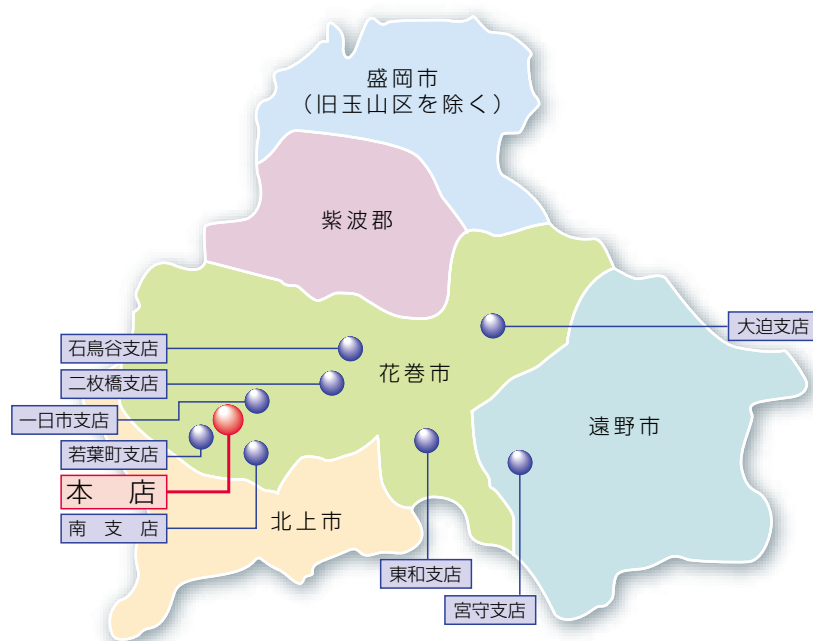 盛岡市
（旧玉山区を除く）
紫波郡
大迫支店
石鳥谷支店
花巻市
二枚橋支店
一日市支店
遠野市
若葉町支店
本　店
南　支　店
北上市
東和支店
宮守支店